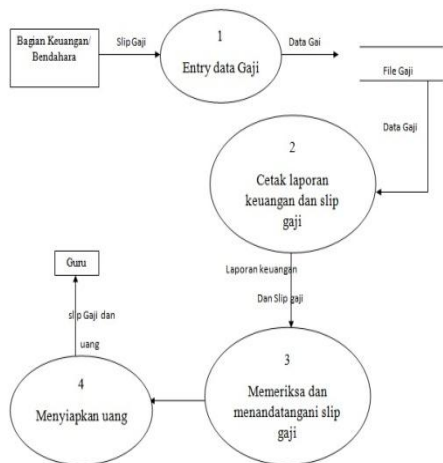 Bagian Keuangan/
Bendahara
Slip Gaji
1
Entry data Gaji
Data Gai
File Gaji
Data Gaji
2
Cetak laporan
keuangan dan slip
gaji
Laporan keuangan
Dan Slip gaji
3
Memeriksa dan
menandatangani slip
gaji
4
Menyiapkan uang
slip Gaji dan
uang
Guru